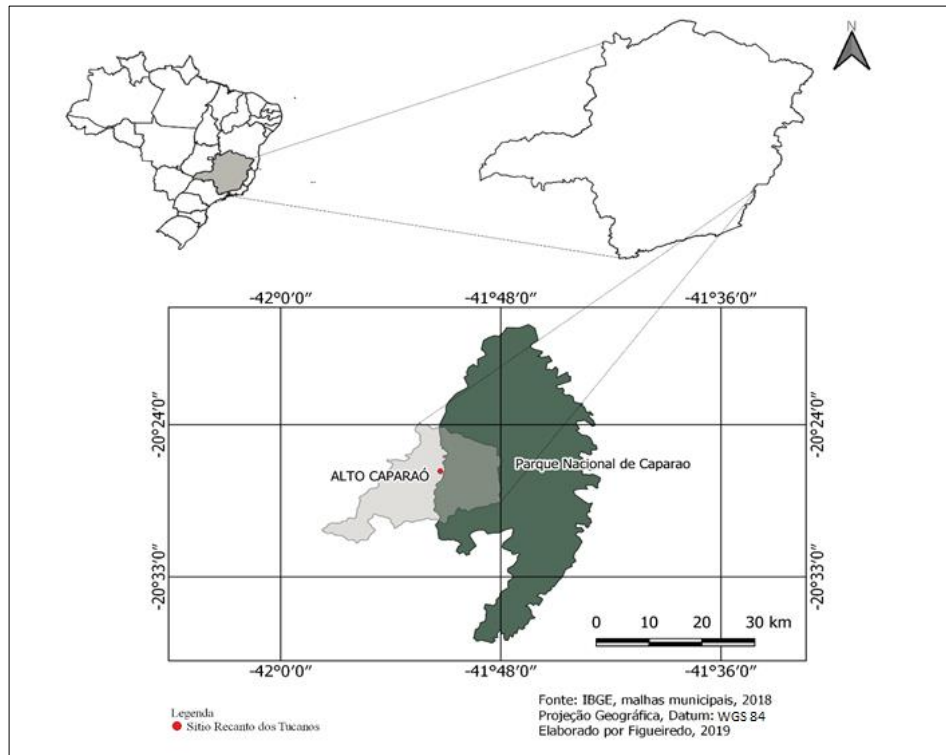 N
-42°0'0" -41°48'0" -41°36'0"
-20°24'0" -20°24'0"
ALTO CAPARAÓ Parque Nacional de Caparao
-20°33'0" -20°33'0"
0 10 20 30 km
-42°0'0" -41°48'0" -41°36'0"
Legenda
Sitio Recanto dos Tucanos
Fonte: IBGE, malhas municipais, 2018
Projeção Geográfica, Datum: WGS 84
Elaborado por Figueiredo, 2019